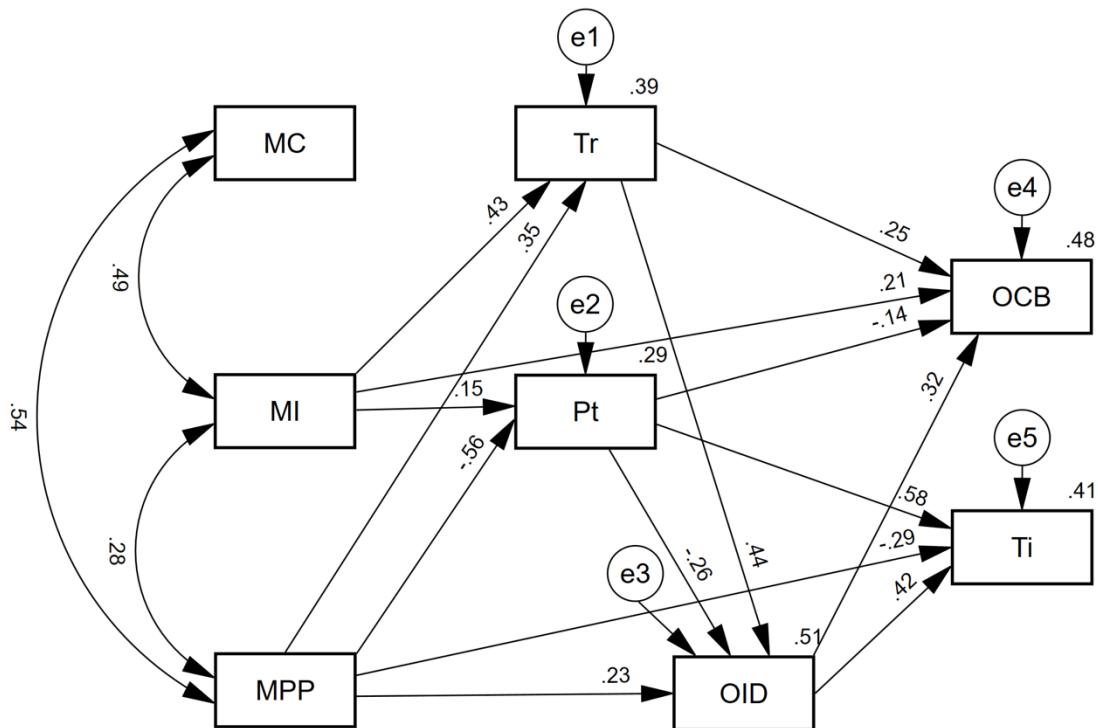 e1
.39
MC
Tr
.43
.35
.25
e4
.48
.49
OCB
.21
e2
-.14
.29
.15
MI
Pt
.32
.54
-.56
e5
.58
.41
Ti
-.29
.28
-.26
.44
e3
.42
.51
MPP
.23
OID